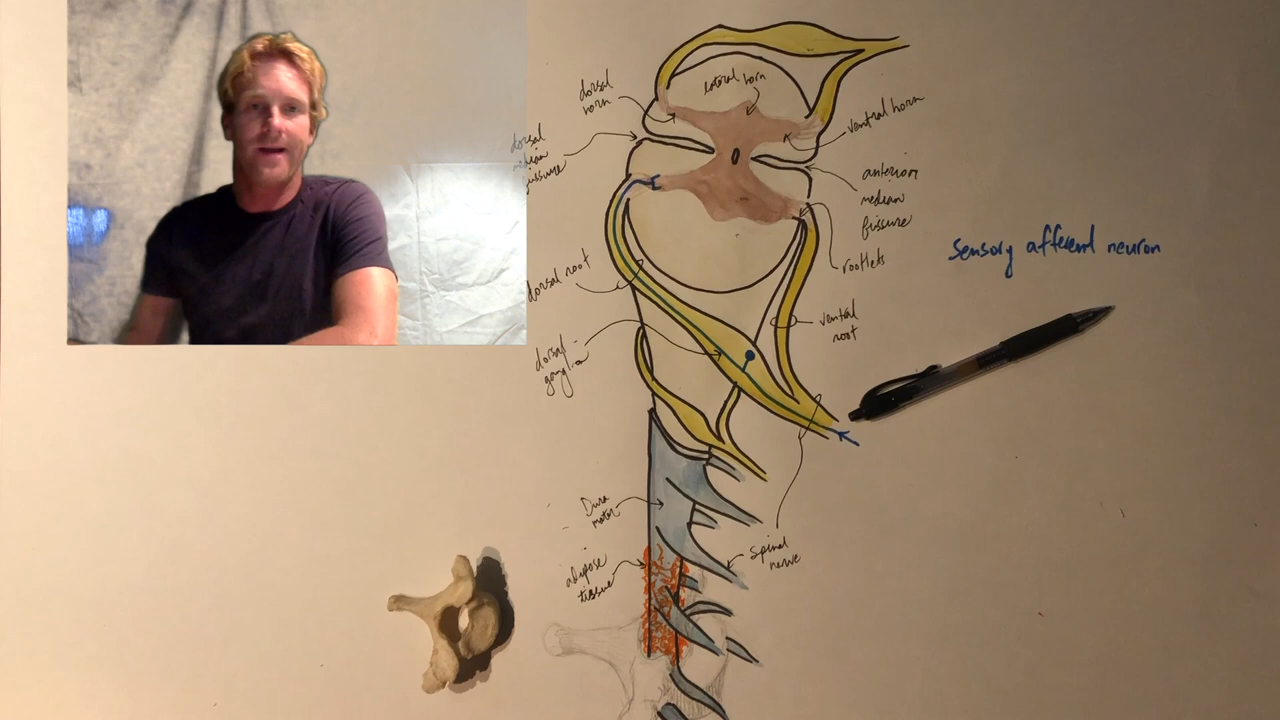 dorsal
horn
lateral horn
ventral horn
dorsal
median
fissure
anterior
median
fissure
rootlets
sensory afferent neuron
dorsal root
ventral
root
dorsal-
ganglion
Dura
mater
spinal
nerve
adipose
tissue